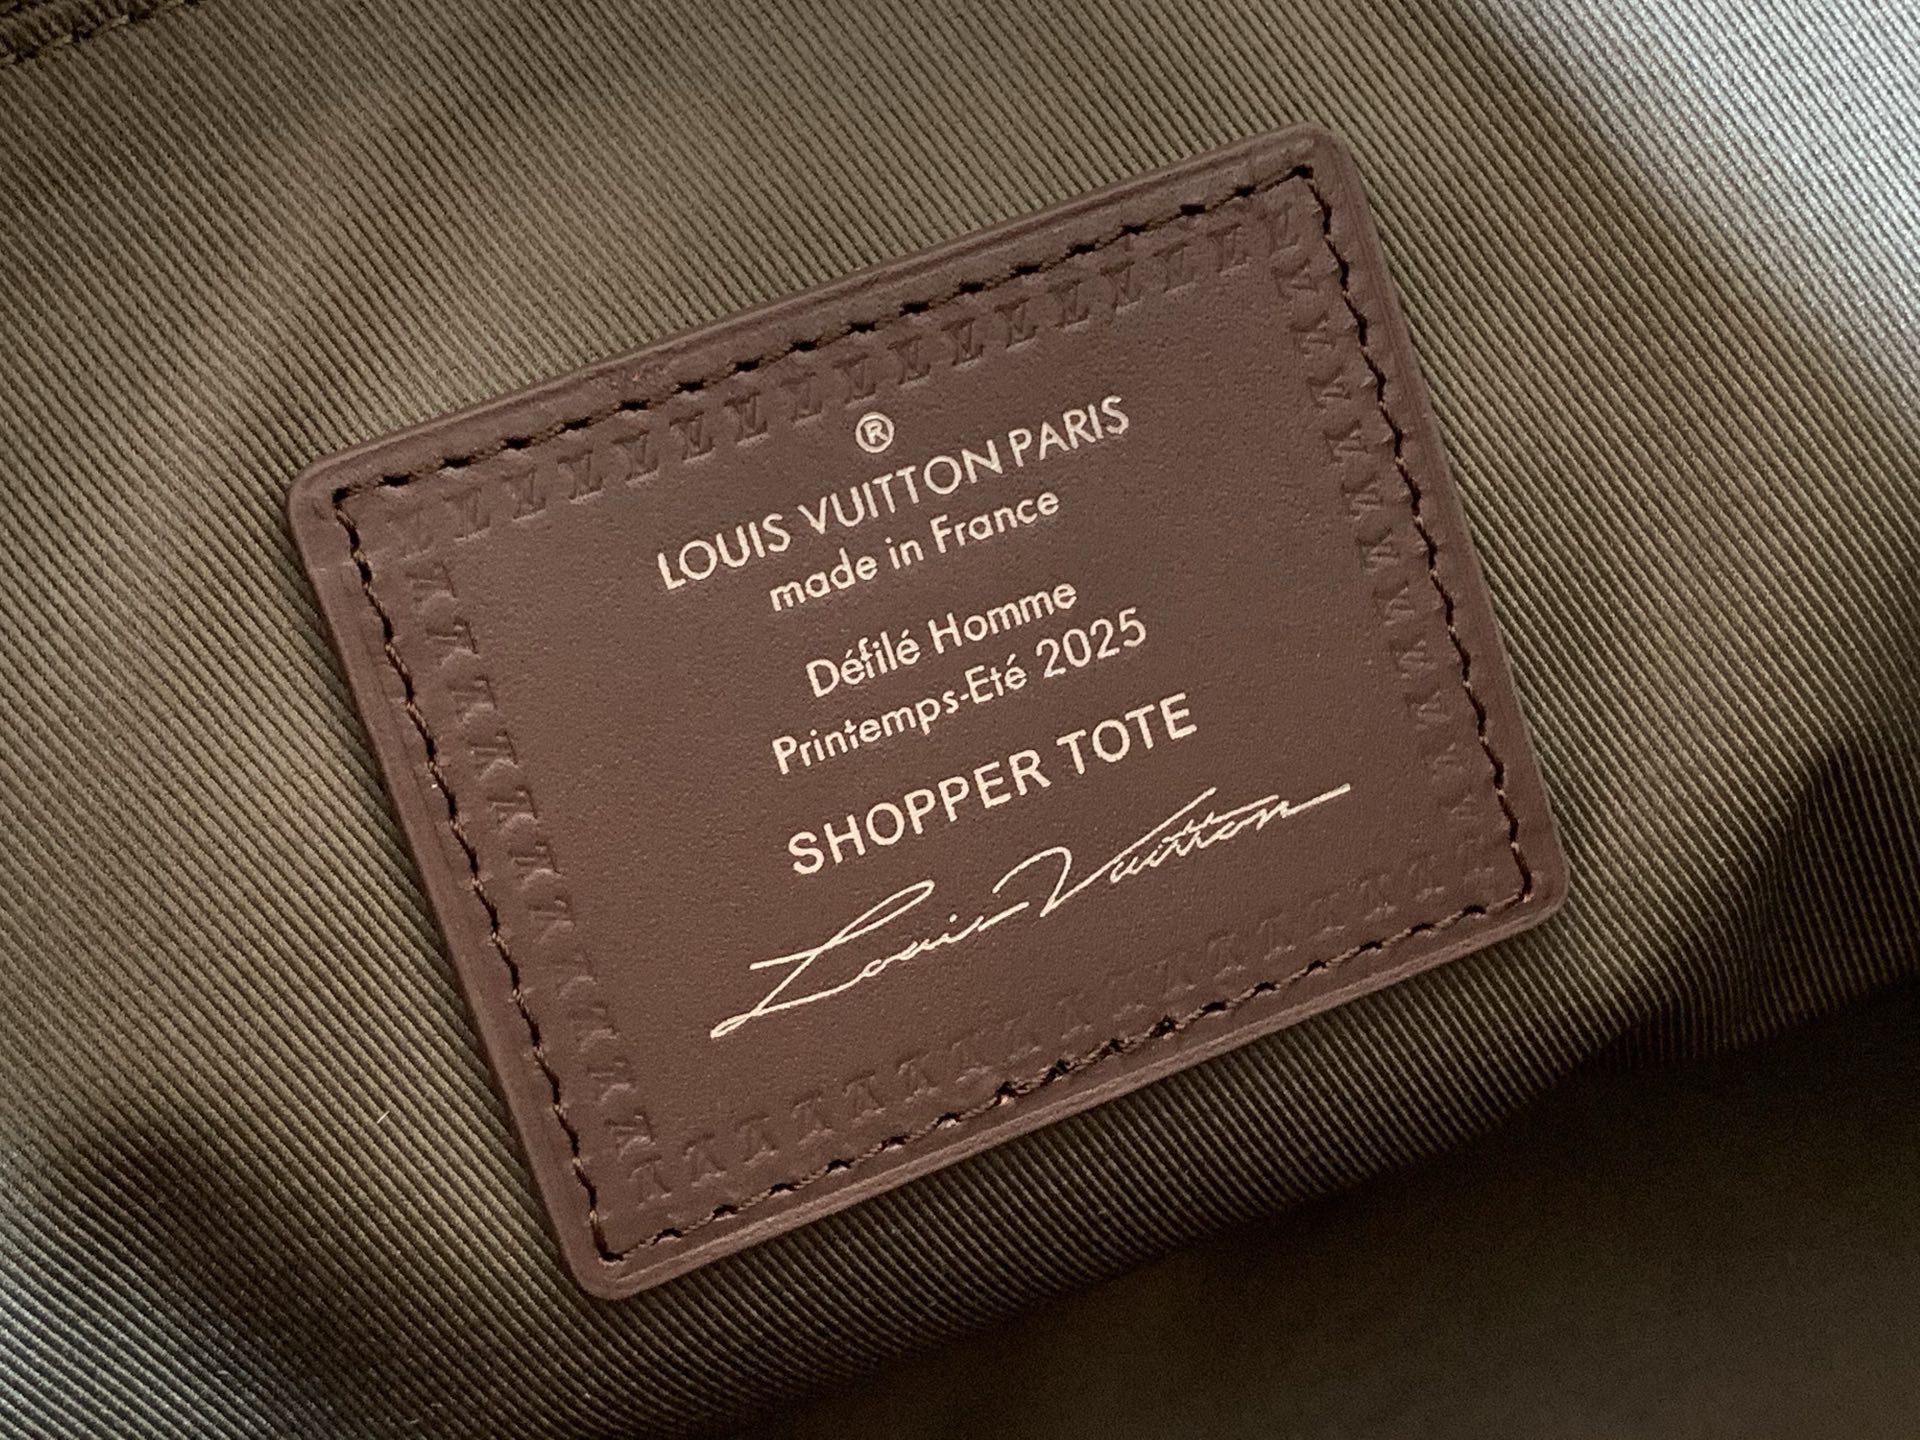 ®
LOUIS VUITTON PARIS
made in France
Défilé Homme
Printemps-Eté 2025
SHOPPER TOTE
Louis Vuitton